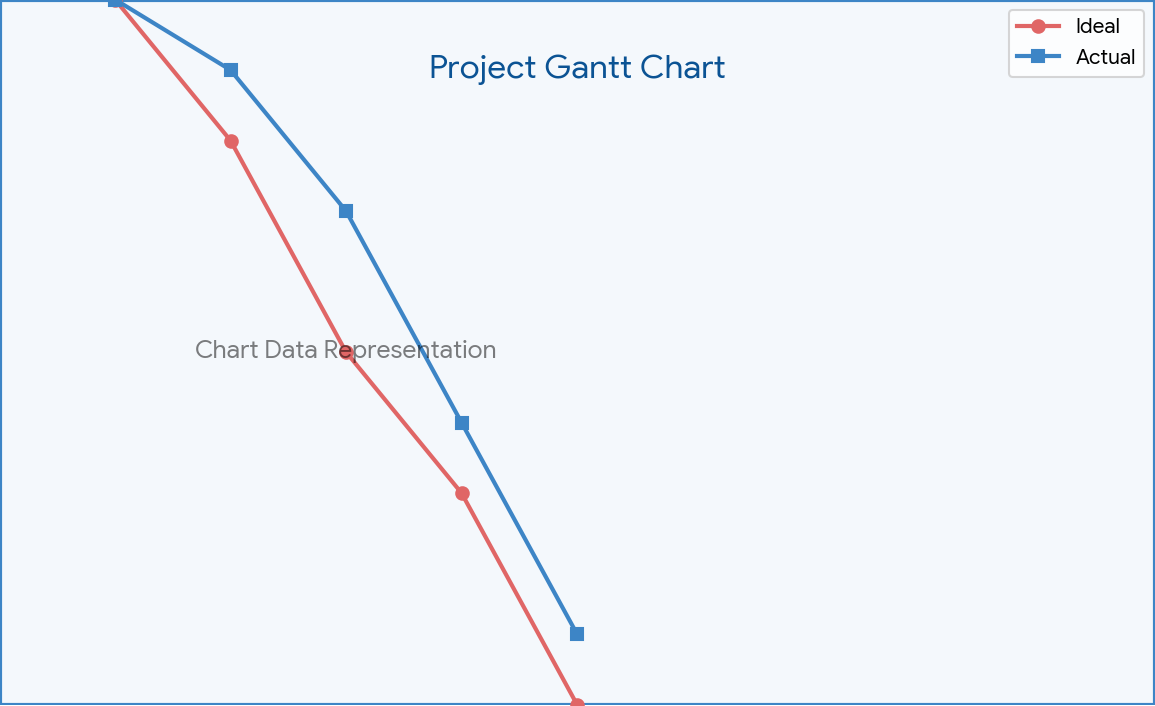 Project Gantt Chart
Ideal
Actual
Chart Data Representation